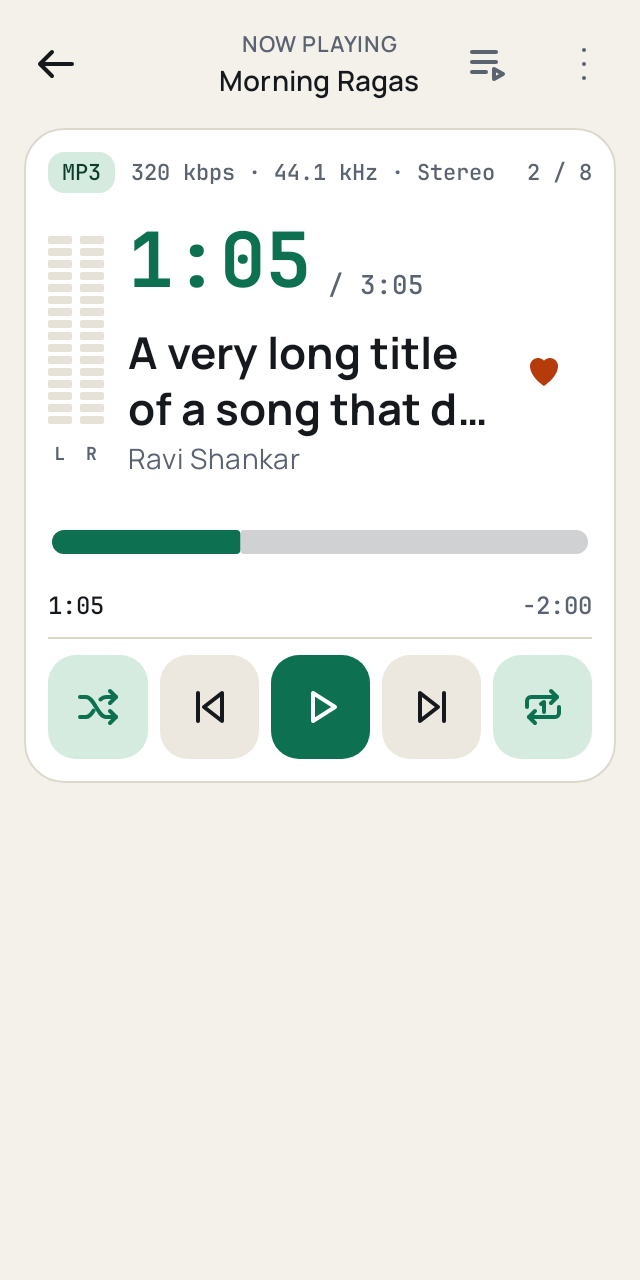 NOW PLAYING
Morning Ragas
MP3 320 kbps · 44.1 kHz · Stereo 2 / 8
1:05 / 3:05
A very long title
of a song that d…
L R
Ravi Shankar
1:05 -2:00
1